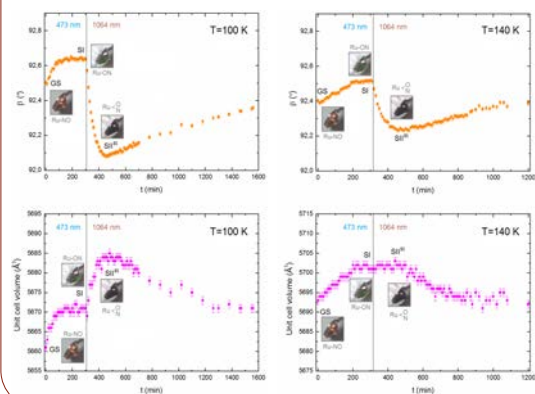 473 nm 1064 nm T=100 K
92,8
92,6
92,4
92,2
92,0
β (°)
GS
Ru-NO
SI
Ru-ON
SII
0 200 400 600 800 1000 1200 1400 1600
t (min)
473 nm 1064 nm T=140 K
92,8
92,6
92,4
92,2
92,0
β (°)
GS
Ru-NO
Ru-ON
SI
SII
0 200 400 600 800 1000 1200
t (min)
473 nm 1064 nm T=100 K
5695
5690
5685
5680
5675
5670
5665
5660
5655
Unit cell volume (Å³)
Ru-ON
SI
SII
GS
Ru-NO
0 200 400 600 800 1000 1200 1400 1600
t (min)
473 nm 1064 nm T=140 K
5715
5710
5705
5700
5695
5690
5685
5680
5675
Unit cell volume (Å³)
SI
SII
Ru-ON
GS
Ru-NO
0 200 400 600 800 1000 1200
t (min)